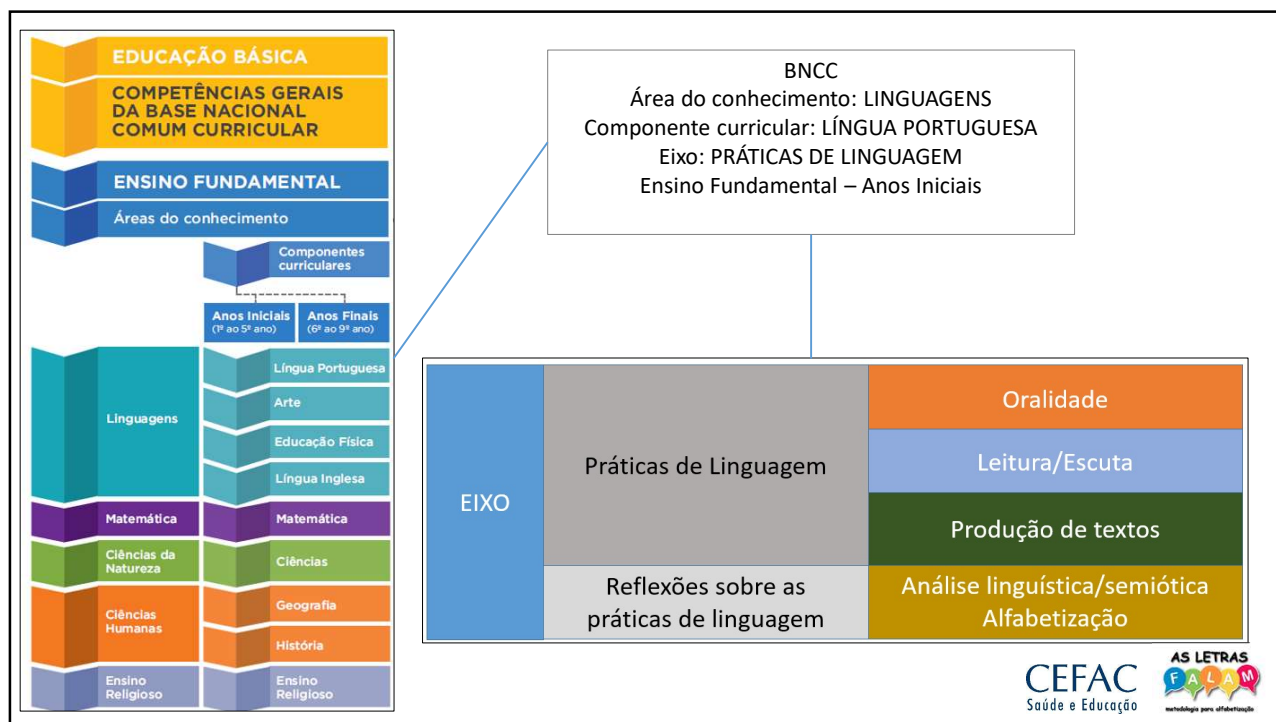 EDUCAÇÃO BÁSICA
COMPETÊNCIAS GERAIS
DA BASE NACIONAL
COMUM CURRICULAR
ENSINO FUNDAMENTAL
Áreas do conhecimento
Componentes
curriculares
Anos Iniciais
(1º ao 5º ano)
Anos Finais
(6º ao 9º ano)
Linguagens
Língua Portuguesa
Arte
Educação Física
Língua Inglesa
Matemática
Matemática
Ciências da
Natureza
Ciências
Ciências
Humanas
Geografia
História
Ensino
Religioso
Ensino
Religioso
BNCC
Área do conhecimento: LINGUAGENS
Componente curricular: LÍNGUA PORTUGUESA
Eixo: PRÁTICAS DE LINGUAGEM
Ensino Fundamental – Anos Iniciais
EIXO
Práticas de Linguagem
Oralidade
Leitura/Escuta
Produção de textos
Reflexões sobre as
práticas de linguagem
Análise linguística/semiótica
Alfabetização
CEFAC
Saúde e Educação
AS LETRAS
FALAM
metodologia para alfabetização